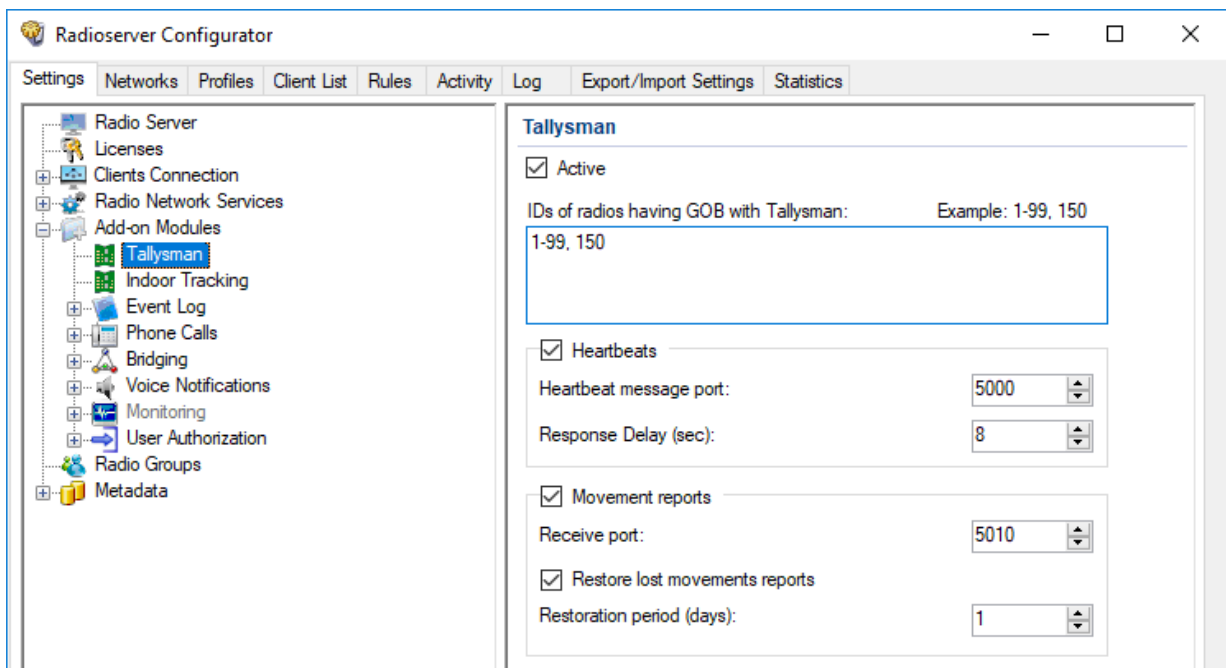 Radioserver Configurator
Settings Networks Profiles Client List Rules Activity Log Export/Import Settings Statistics
Radio Server
Licenses
Clients Connection
Radio Network Services
Add-on Modules
Tallysman
Indoor Tracking
Event Log
Phone Calls
Bridging
Voice Notifications
Monitoring
User Authorization
Radio Groups
Metadata
Tallysman
Active
IDs of radios having GOB with Tallysman: Example: 1-99, 150
1-99, 150
Heartbeats
Heartbeat message port: 5000
Response Delay (sec): 8
Movement reports
Receive port: 5010
Restore lost movements reports
Restoration period (days): 1